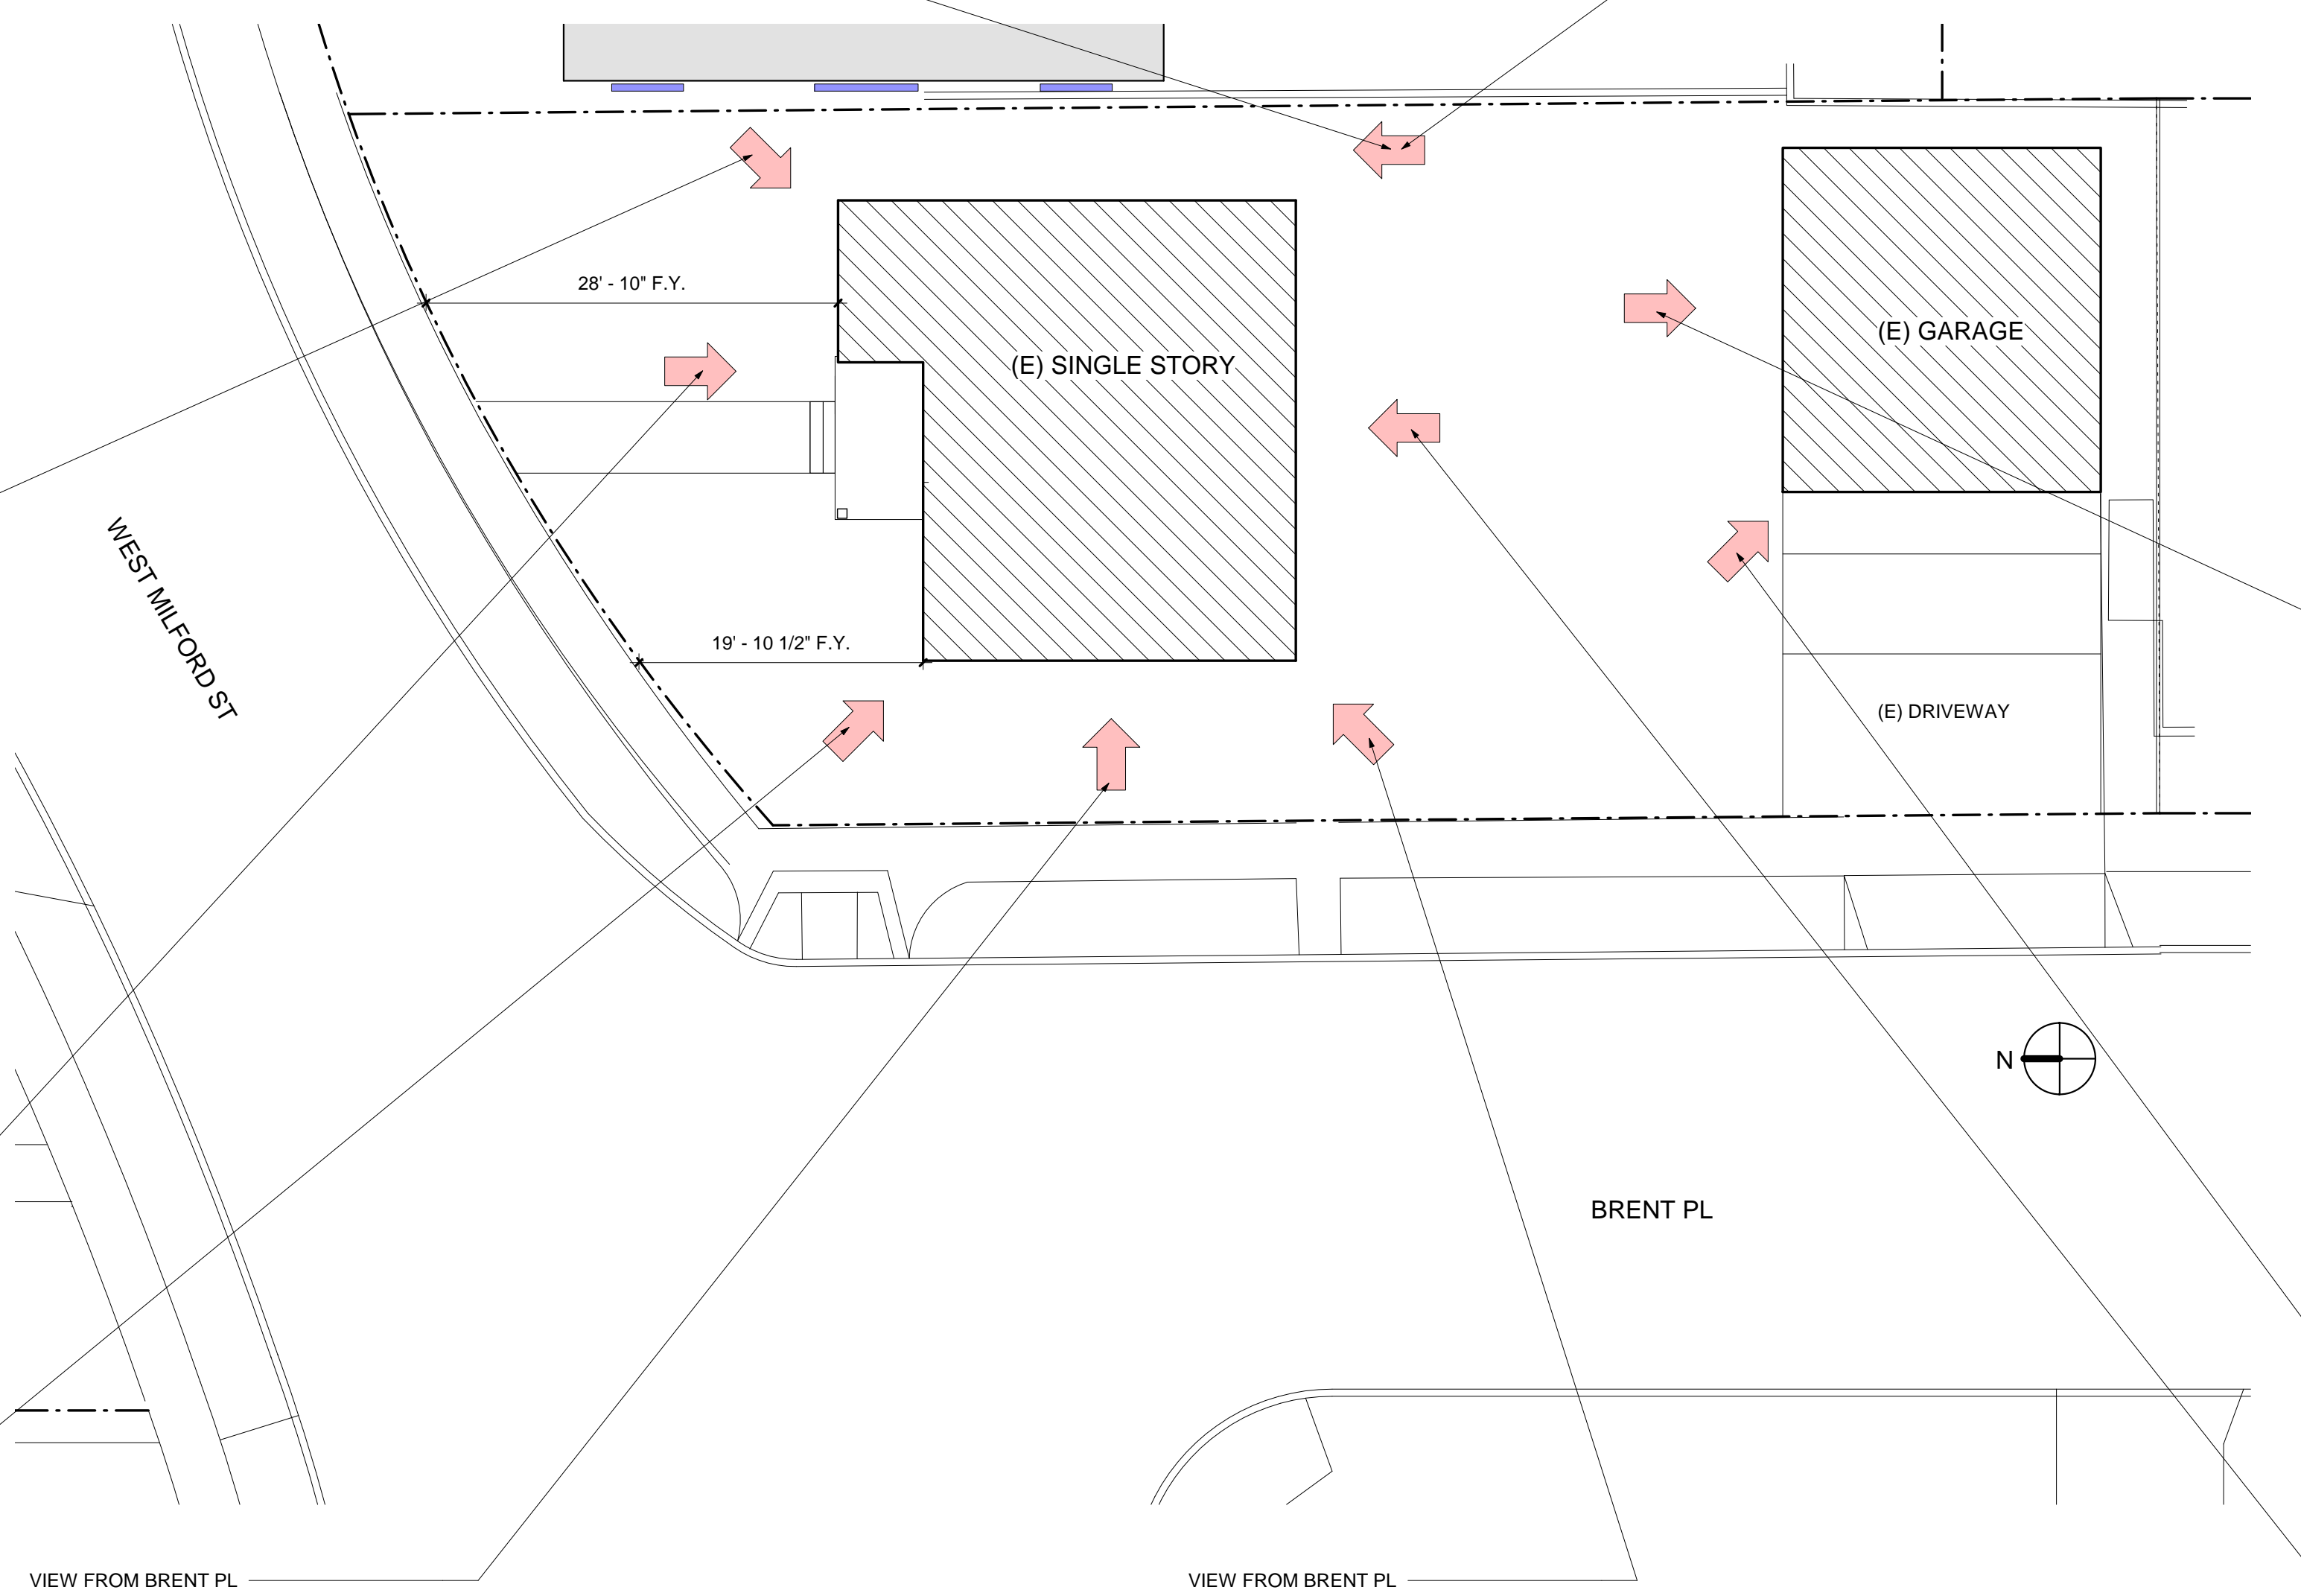 28' - 10" F.Y.
(E) GARAGE
(E) SINGLE STORY
WEST MILFORD ST
19' - 10 1/2" F.Y.
(E) DRIVEWAY
N
BRENT PL
VIEW FROM BRENT PL
VIEW FROM BRENT PL